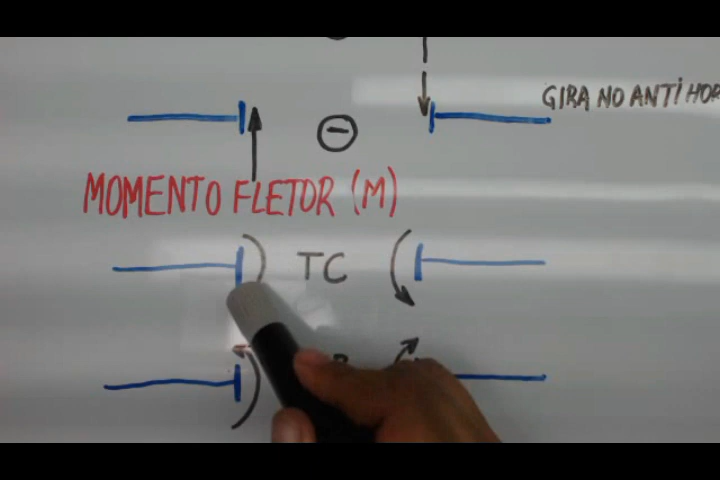 GIRA NO ANTI HOR
-
MOMENTO FLETOR (M)
TC